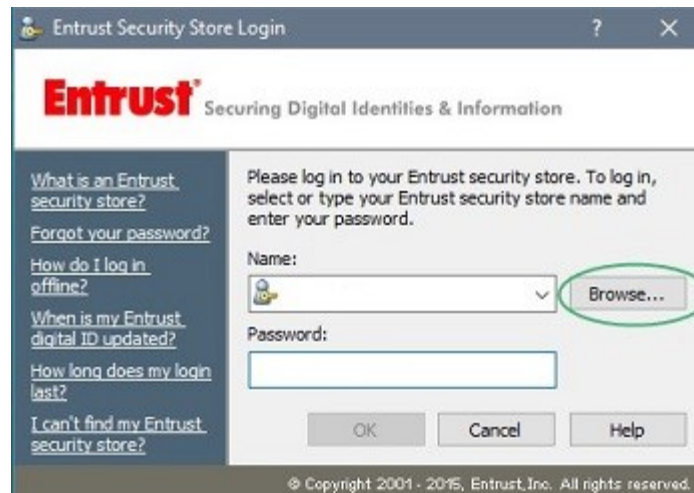 Entrust Security Store Login
Entrust® Securing Digital Identities & Information
What is an Entrust
security store?
Forgot your password?
How do I log in
offline?
When is my Entrust
digital ID updated?
How long does my login
last?
I can't find my Entrust
security store?
Please log in to your Entrust security store. To log in,
select or type your Entrust security store name and
enter your password.
Name:
Browse...
Password:
OK Cancel Help
© Copyright 2001 - 2015, Entrust, Inc. All rights reserved.